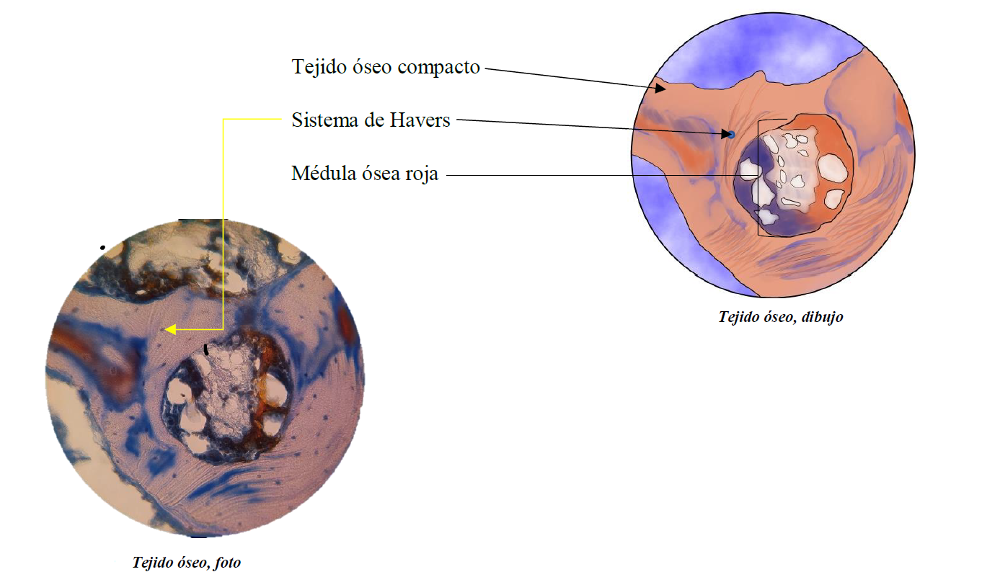 Tejido óseo compacto
Sistema de Havers
Médula ósea roja
Tejido óseo, dibujo
Tejido óseo, foto